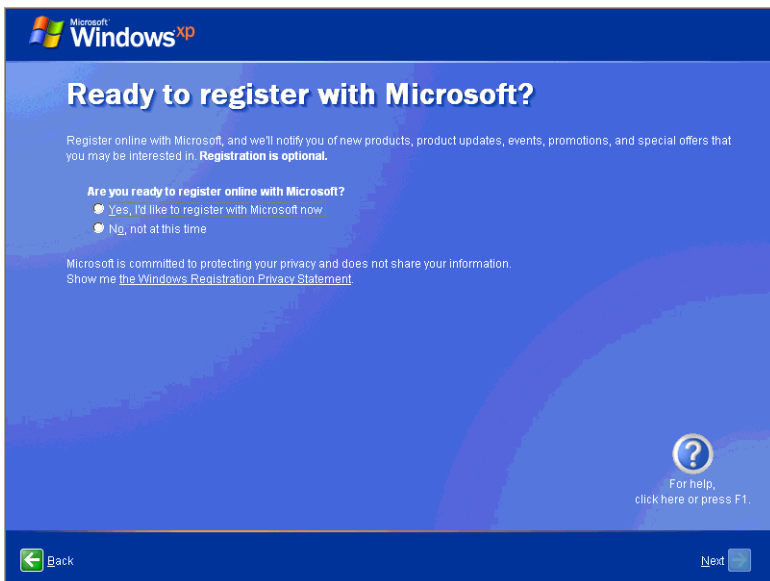 Microsoft
Windows xp
Ready to register with Microsoft?
Register online with Microsoft, and we'll notify you of new products, product updates, events, promotions, and special offers that
you may be interested in. Registration is optional.
Are you ready to register online with Microsoft?
Yes, I'd like to register with Microsoft now
No, not at this time
Microsoft is committed to protecting your privacy and does not share your information.
Show me the Windows Registration Privacy Statement.
For help,
click here or press F1.
Back
Next